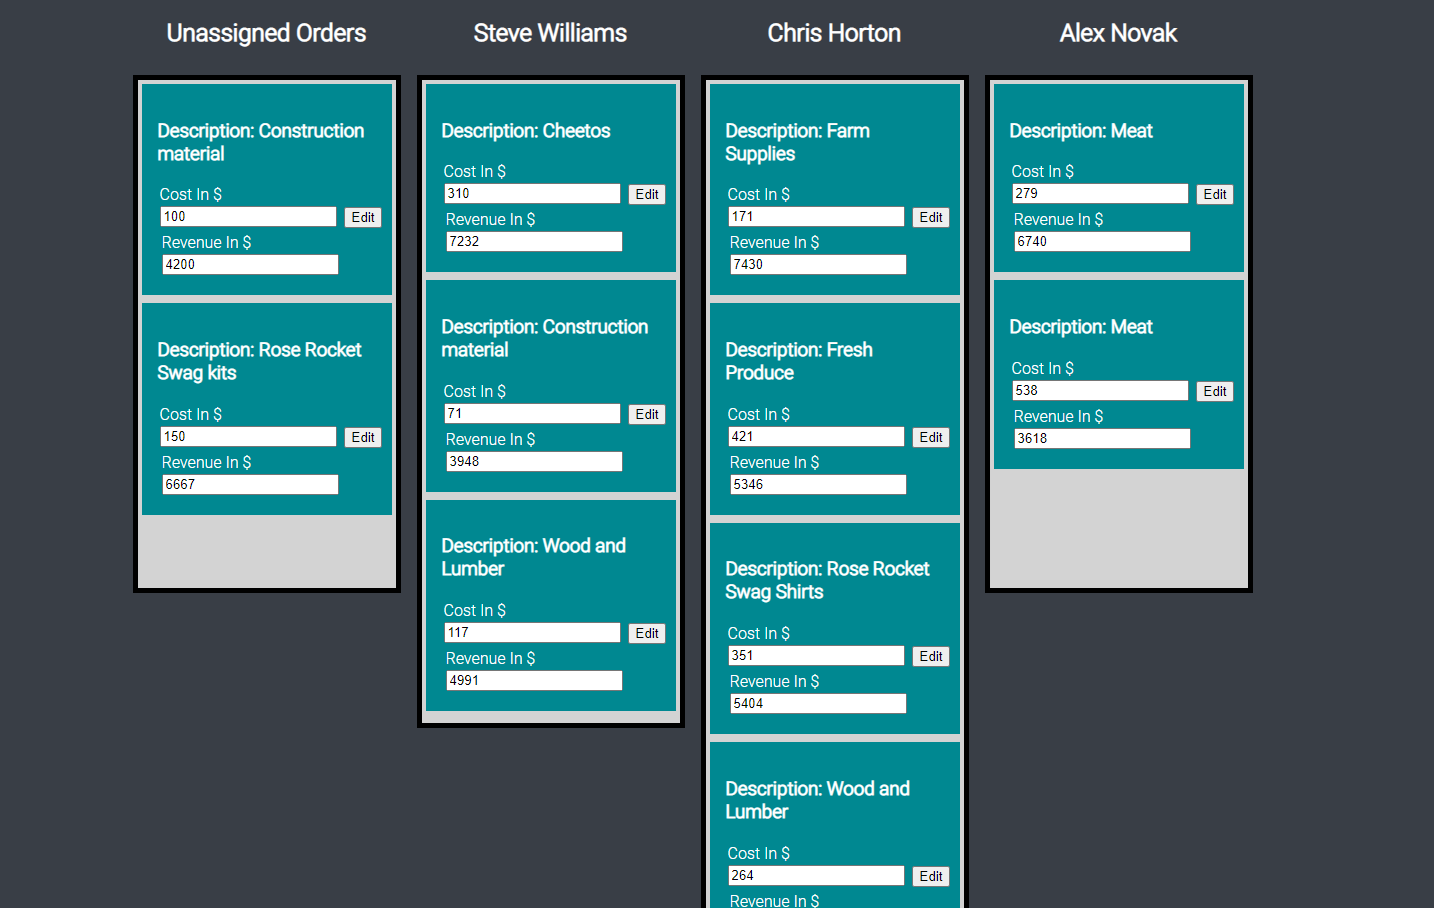 Unassigned Orders
Description: Construction
material
Cost In $
100
Edit
Revenue In $
4200
Description: Rose Rocket
Swag kits
Cost In $
150
Edit
Revenue In $
6667
Steve Williams
Description: Cheetos
Cost In $
310
Edit
Revenue In $
7232
Description: Construction
material
Cost In $
71
Edit
Revenue In $
3948
Description: Wood and
Lumber
Cost In $
117
Edit
Revenue In $
4991
Chris Horton
Description: Farm
Supplies
Cost In $
171
Edit
Revenue In $
7430
Description: Fresh
Produce
Cost In $
421
Edit
Revenue In $
5346
Description: Rose Rocket
Swag Shirts
Cost In $
351
Edit
Revenue In $
5404
Description: Wood and
Lumber
Cost In $
264
Edit
Revenue In $
Alex Novak
Description: Meat
Cost In $
279
Edit
Revenue In $
6740
Description: Meat
Cost In $
538
Edit
Revenue In $
3618